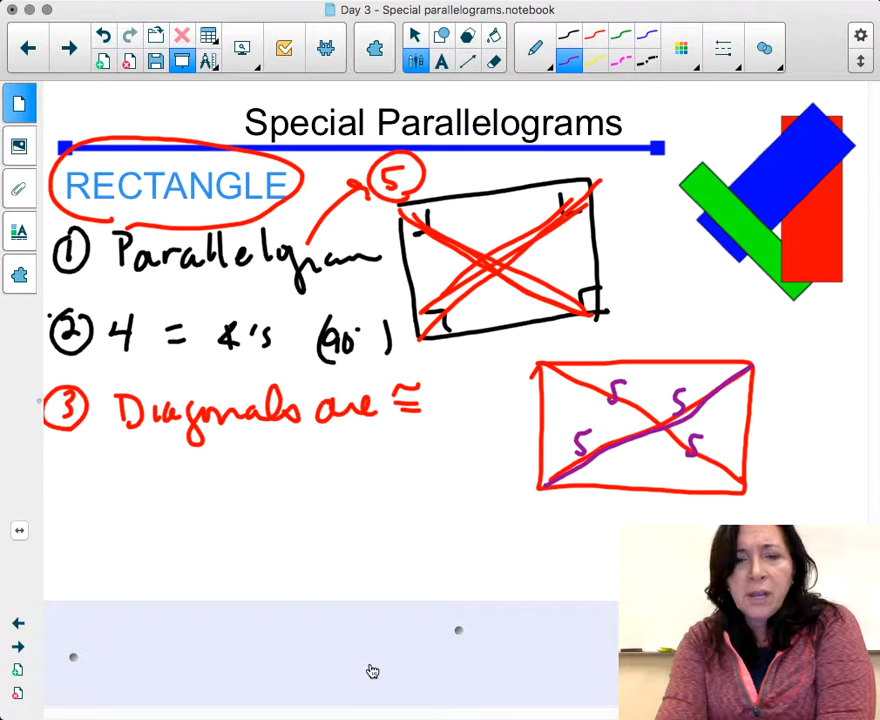 Day 3 - Special parallelograms.notebook
Special Parallelograms
RECTANGLE
5
① Parallelogram
② 4 = ∡'s (90°)
③ Diagonals are ≅
5 5
5 5